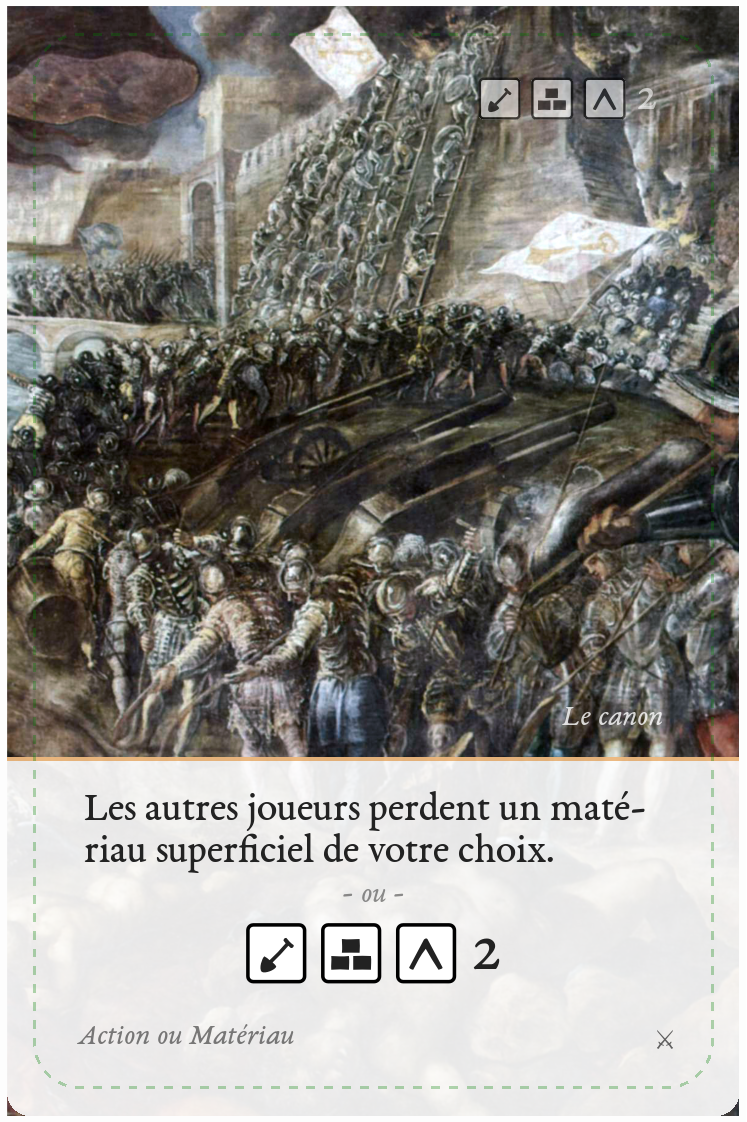 2
Le canon
Les autres joueurs perdent un maté-
riau superficiel de votre choix.
- ou -
2
Action ou Matériau